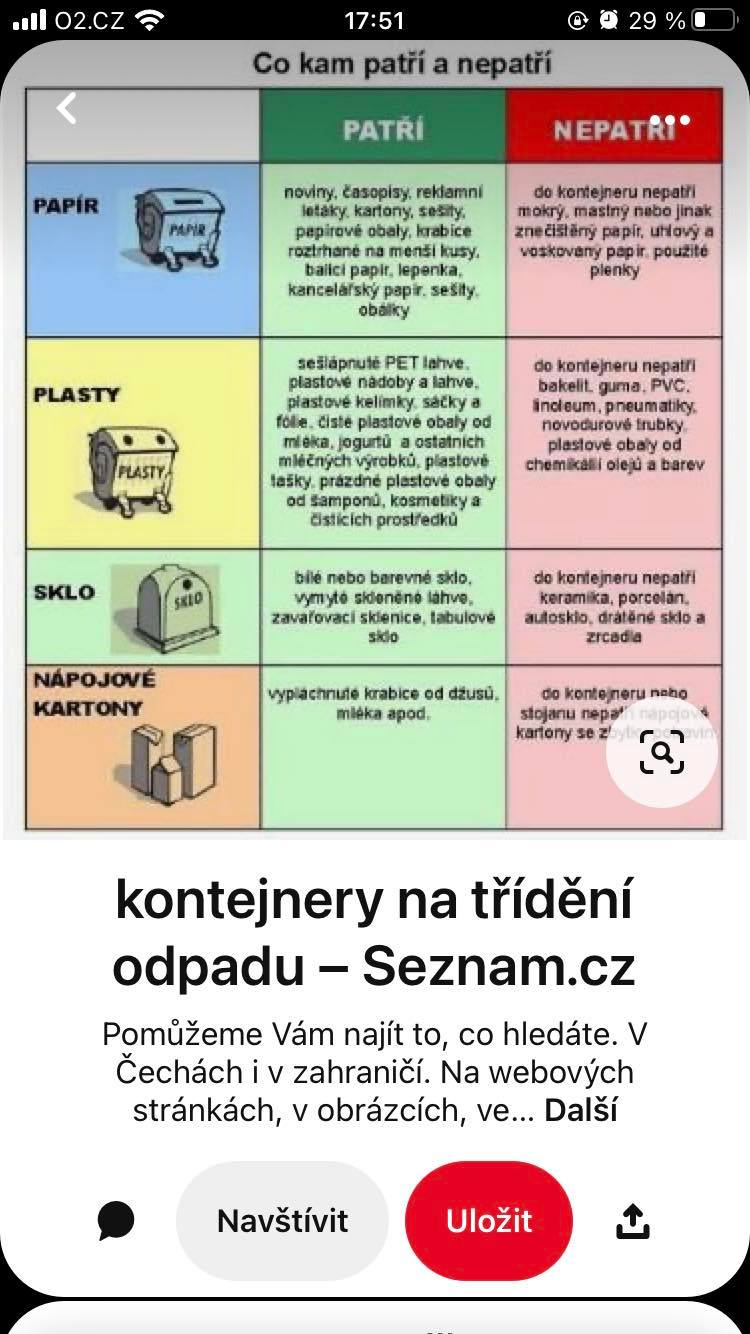 O2.CZ
17:51
29 %
Co kam patří a nepatří
PATŘÍ
NEPATŘÍ
PAPÍR
PAPÍR
noviny, časopisy, reklamní
letáky, kartony, sešity,
papírové obaly, krabice
roztrhané na menší kusy,
balicí papír, lepenka,
kancelářský papír, sešity,
obálky
do kontejneru nepatří
mokrý, mastný nebo jinak
znečištěný papír, uhlový a
voskovaný papír, použité
plenky
PLASTY
PLASTY
sešlápnuté PET lahve,
plastové nádoby a lahve,
plastové kelímky, sáčky a
fólie, čisté plastové obaly od
mléka, jogurtů a ostatních
mléčných výrobků, plastové
tašky, prázdné plastové obaly
od šamponů, kosmetiky a
čisticích prostředků
do kontejneru nepatří
bakelit, guma, PVC,
linoleum, pneumatiky,
novodurové trubky,
plastové obaly od
chemikálií olejů a barev
SKLO
SKLO
bílé nebo barevné sklo,
vymyté skleněné láhve,
zavařovací sklenice, tabulové
sklo
do kontejneru nepatří
keramika, porcelán,
autosklo, drátěné sklo a
zrcadla
NÁPOJOVÉ
KARTONY
vypláchnuté krabice od džusů,
mléka apod.
do kontejneru nebo
stojanu nepatří nápojové
kartony se zbytky potravin
kontejnery na třídění
odpadu – Seznam.cz
Pomůžeme Vám najít to, co hledáte. V
Čechách i v zahraničí. Na webových
stránkách, v obrázcích, ve... Další
Navštívit
Uložit